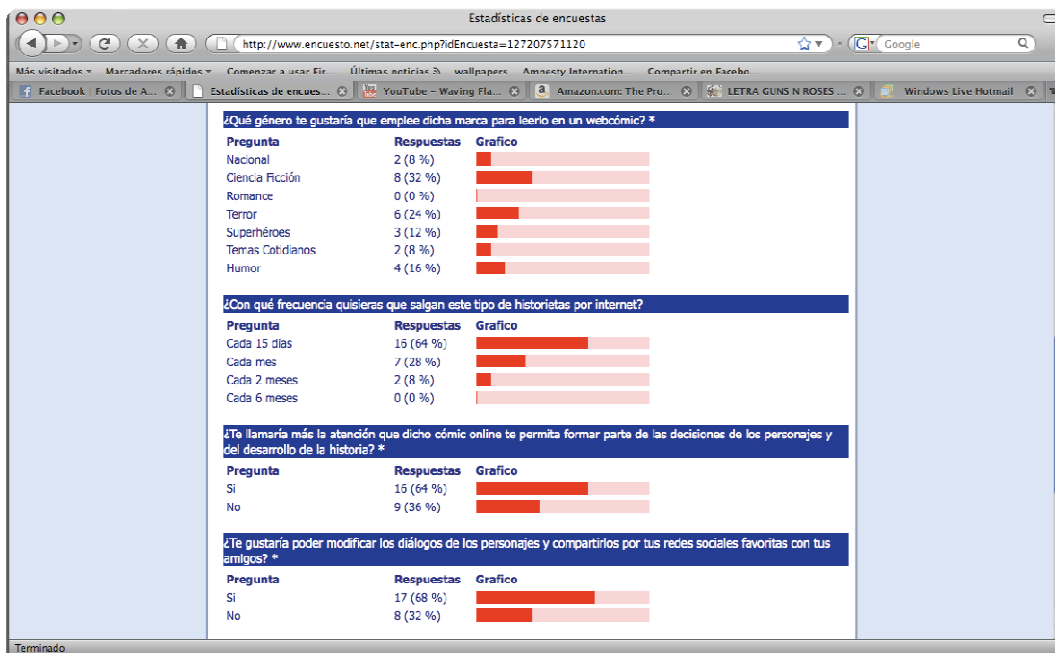 Estadísticas de encuestas
http://www.encuesto.net/stat-enc.php?idEncuesta=127207571120
Google
Más visitados Marcadores rápidos Comenzar a usar Fir... Últimas noticias wallpapers Amnesty Internation... Compartir en Facebo...
Facebook | Fotos de A... Estadísticas de encues... YouTube - Waving Fla... Amazon.com: The Pro... LETRA GUNS N ROSES ... Windows Live Hotmail
¿Qué género te gustaría que emplee dicha marca para leerlo en un webcómic? *
Pregunta Respuestas Grafico
Nacional 2 (8 %)
Ciencia Ficción 8 (32 %)
Romance 0 (0 %)
Terror 6 (24 %)
Superhéroes 3 (12 %)
Temas Cotidianos 2 (8 %)
Humor 4 (16 %)
¿Con qué frecuencia quisieras que salgan este tipo de historietas por internet?
Pregunta Respuestas Grafico
Cada 15 días 16 (64 %)
Cada mes 7 (28 %)
Cada 2 meses 2 (8 %)
Cada 6 meses 0 (0 %)
¿Te llamaría más la atención que dicho cómic online te permita formar parte de las decisiones de los personajes y
del desarrollo de la historia? *
Pregunta Respuestas Grafico
Si 16 (64 %)
No 9 (36 %)
¿Te gustaría poder modificar los diálogos de los personajes y compartirlos por tus redes sociales favoritas con tus
amigos? *
Pregunta Respuestas Grafico
Si 17 (68 %)
No 8 (32 %)
Terminado